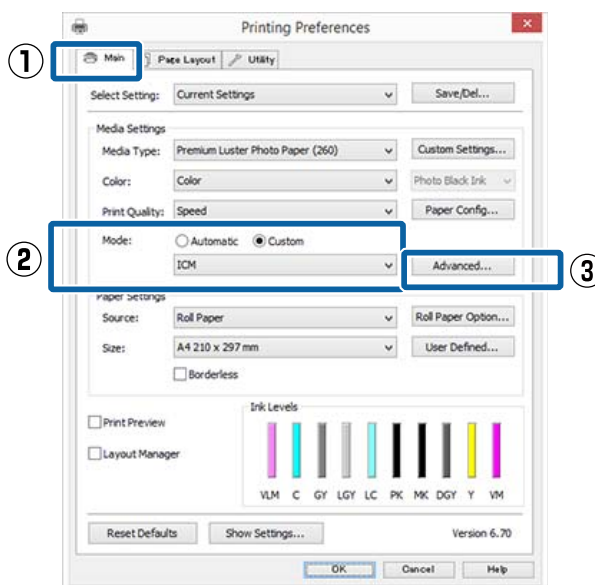 Printing Preferences
① Main Page Layout Utility
Select Setting: Current Settings Save/Del...
Media Settings
Media Type: Premium Luster Photo Paper (260) Custom Settings...
Color: Color Photo Black Ink
Print Quality: Speed Paper Config...
② Mode: Automatic Custom
ICM Advanced... ③
Paper Settings
Source: Roll Paper Roll Paper Option...
Size: A4 210 x 297 mm User Defined...
Borderless
Ink Levels
Print Preview
Layout Manager
VLM C GY LGY LC PK MK DGY Y VM
Reset Defaults Show Settings... Version 6.70
OK Cancel Help